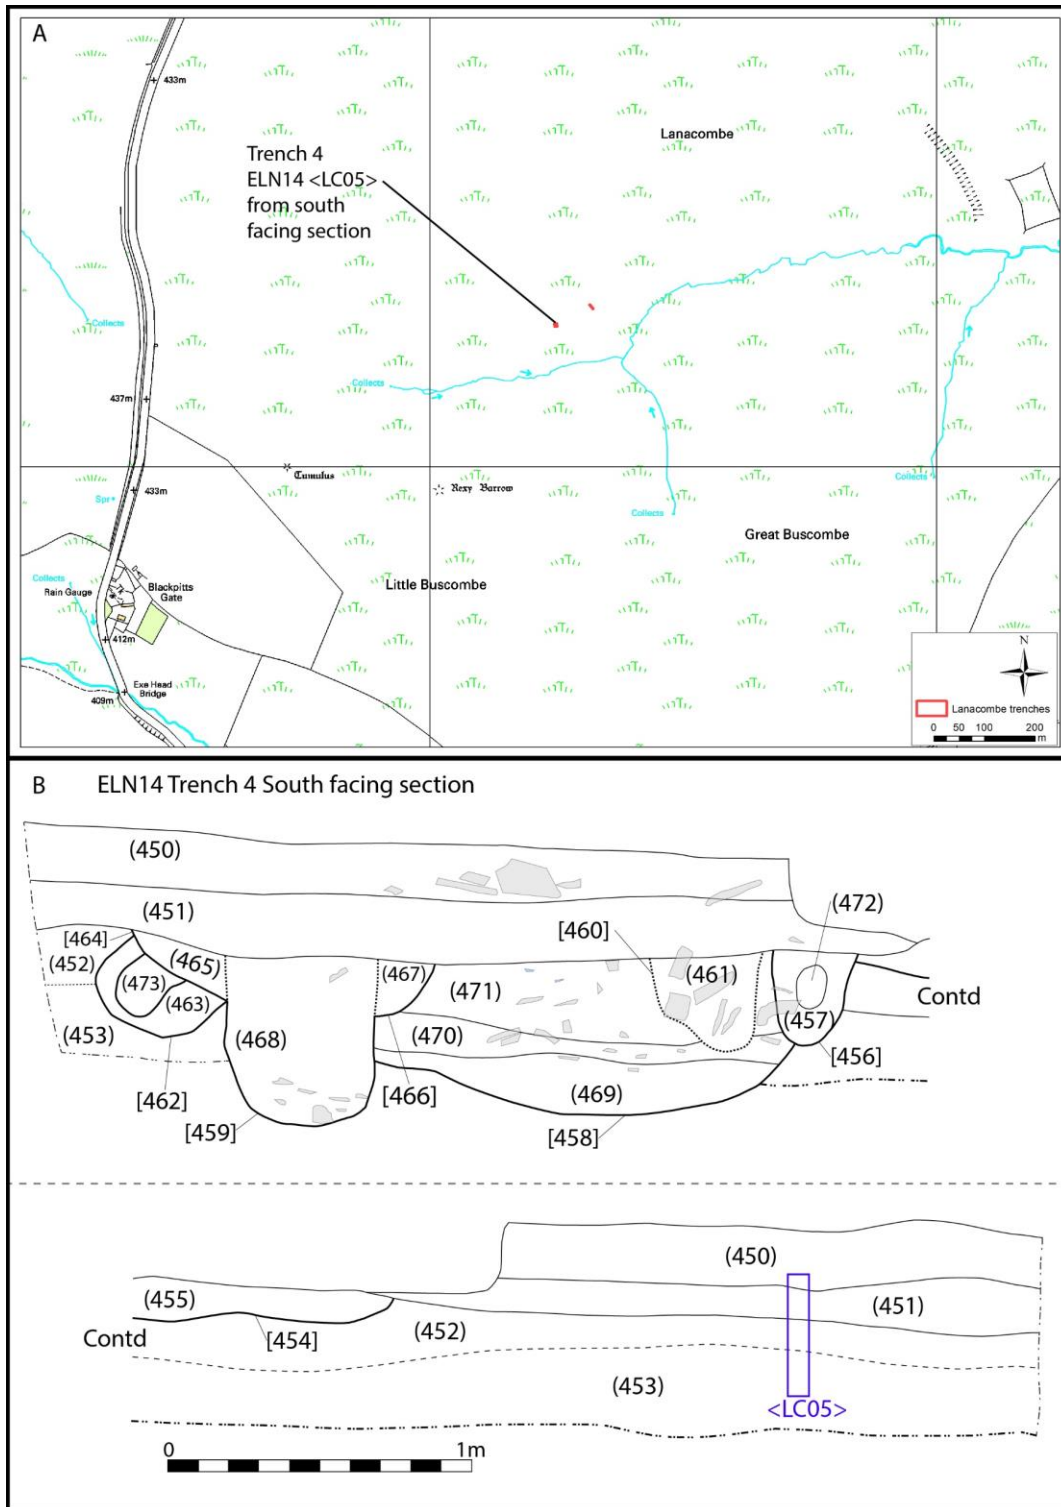 A
433m
Lanacombe
Trench 4
ELN14 <LC05>
from south
facing section
Collects
Collects
437m
Tumulus
433m
Rexy Barrow
Spr
Collects
Collects
Great Buscombe
Collects
Rain Gauge
Blackpitts
Gate
Little Buscombe
412m
N
Exe Head
Bridge
409m
Lanacombe trenches
0 50 100 200
m
B ELN14 Trench 4 South facing section
(450)
(451)
(472)
[460]
[464]
(452)
(465)
(467)
(461)
(473)
(471)
(463)
Contd
(457)
(453)
(468)
(470)
[456]
(469)
[462]
[466]
[459]
[458]
(450)
(455)
(451)
Contd
[454]
(452)
(453)
<LC05>
0 1m